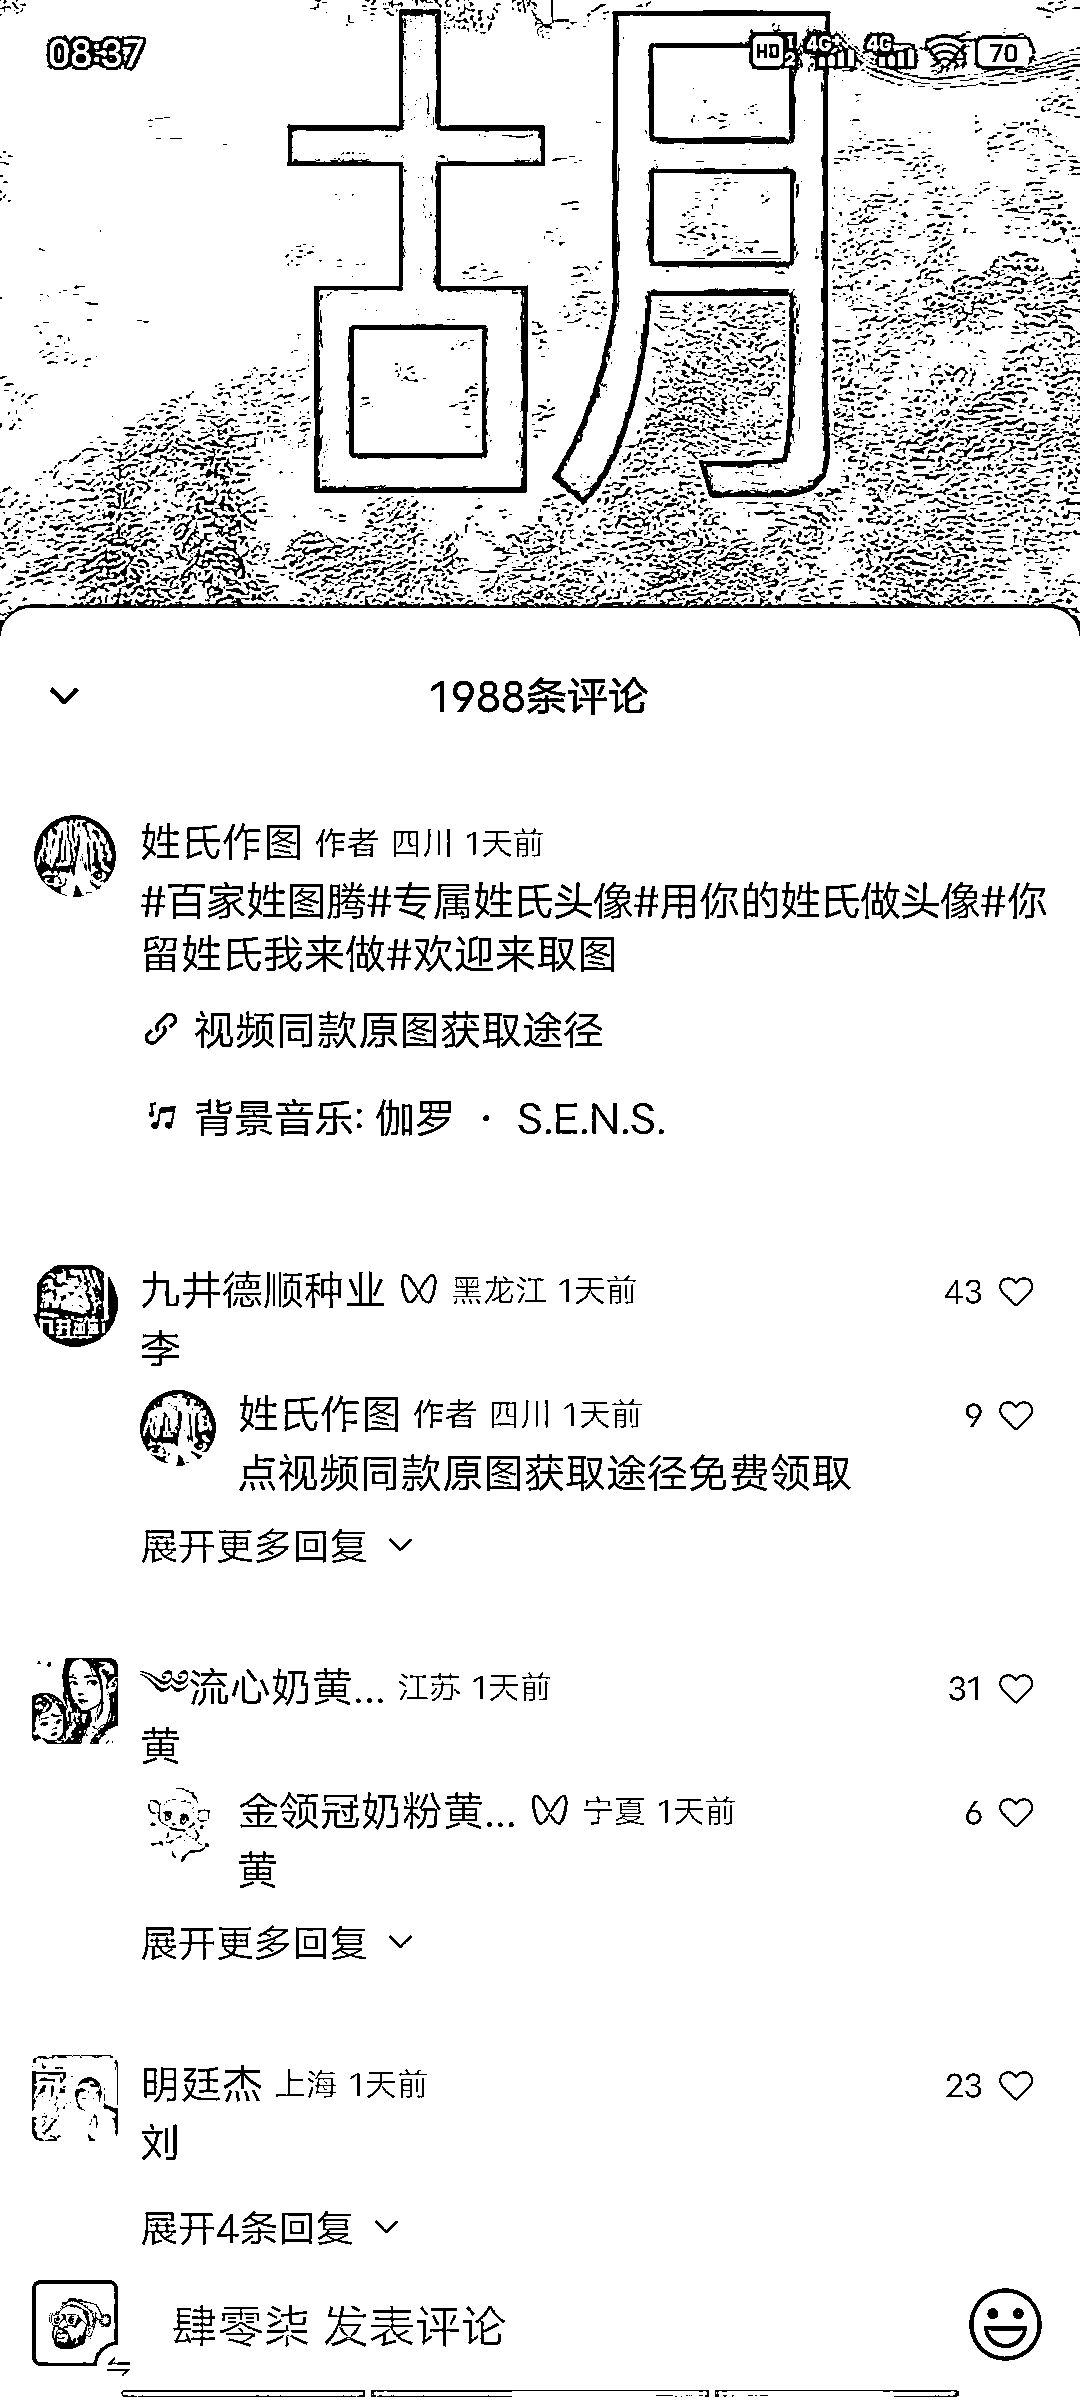 08:37 HD 1 2 4G+ 4G 70
胡
1988条评论
姓氏作图 作者 四川 1天前
#百家姓图腾#专属姓氏头像#用你的姓氏做头像#你
留姓氏我来做#欢迎来取图
视频同款原图获取途径
背景音乐: 伽罗 · S.E.N.S.
九井德顺种业 黑龙江 1天前 43
李
姓氏作图 作者 四川 1天前 9
点视频同款原图获取途径免费领取
展开更多回复
流心奶黄... 江苏 1天前 31
黄
金领冠奶粉黄... 宁夏 1天前 6
黄
展开更多回复
明廷杰 上海 1天前 23
刘
展开4条回复
肆零柒 发表评论